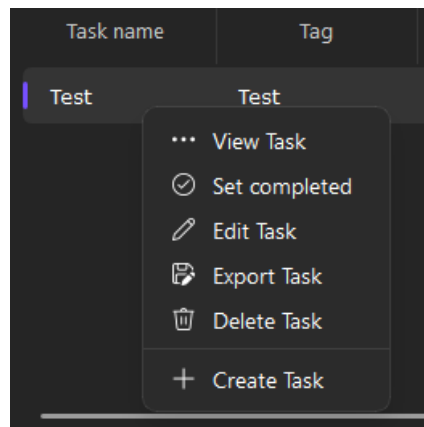 Task name Tag
Test Test
View Task
Set completed
Edit Task
Export Task
Delete Task
Create Task